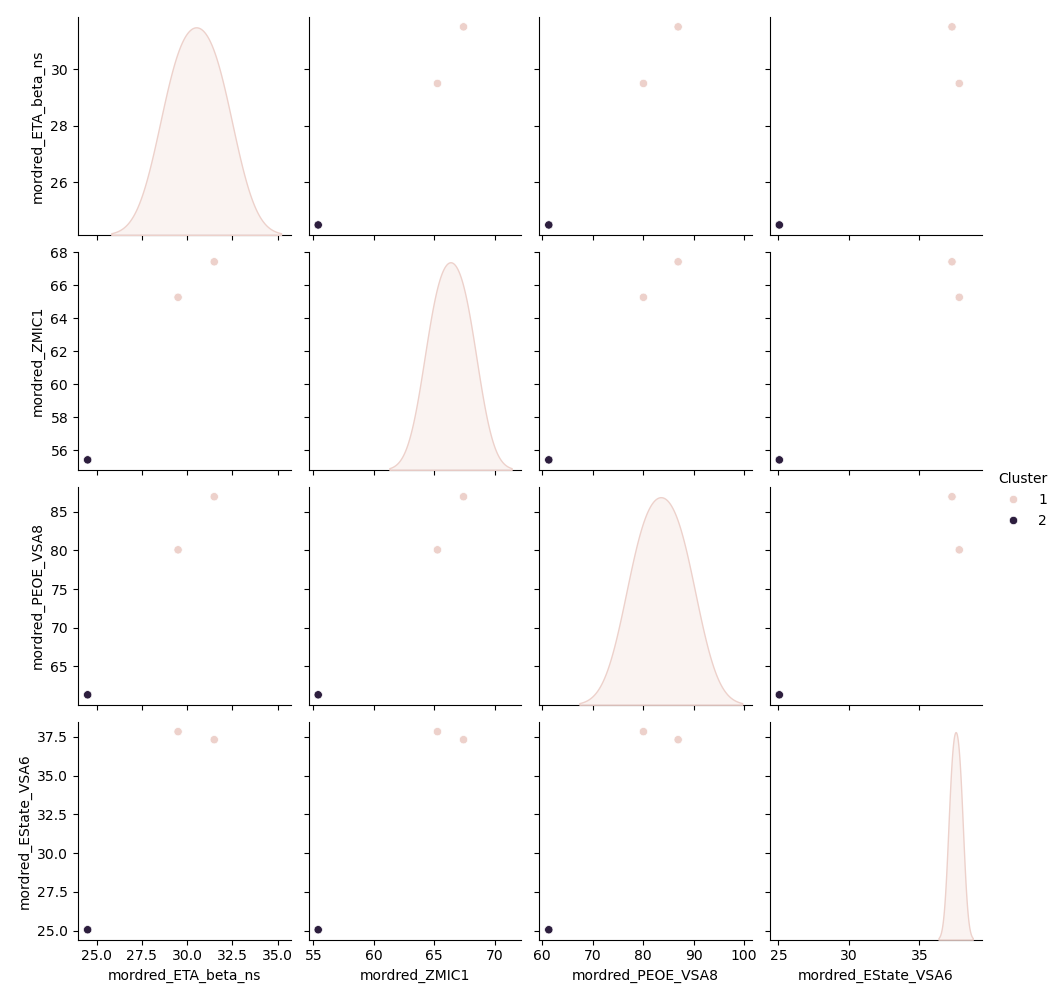 mordred_ETA_beta_ns
30
28
26
mordred_ZMIC1
68
66
64
62
60
58
56
mordred_PEOE_VSA8
85
80
75
70
65
mordred_EState_VSA6
37.5
35.0
32.5
30.0
27.5
25.0
25.0 27.5 30.0 32.5 35.0
55 60 65 70
60 70 80 90 100
25 30 35
mordred_ETA_beta_ns
mordred_ZMIC1
mordred_PEOE_VSA8
mordred_EState_VSA6
Cluster
1
2